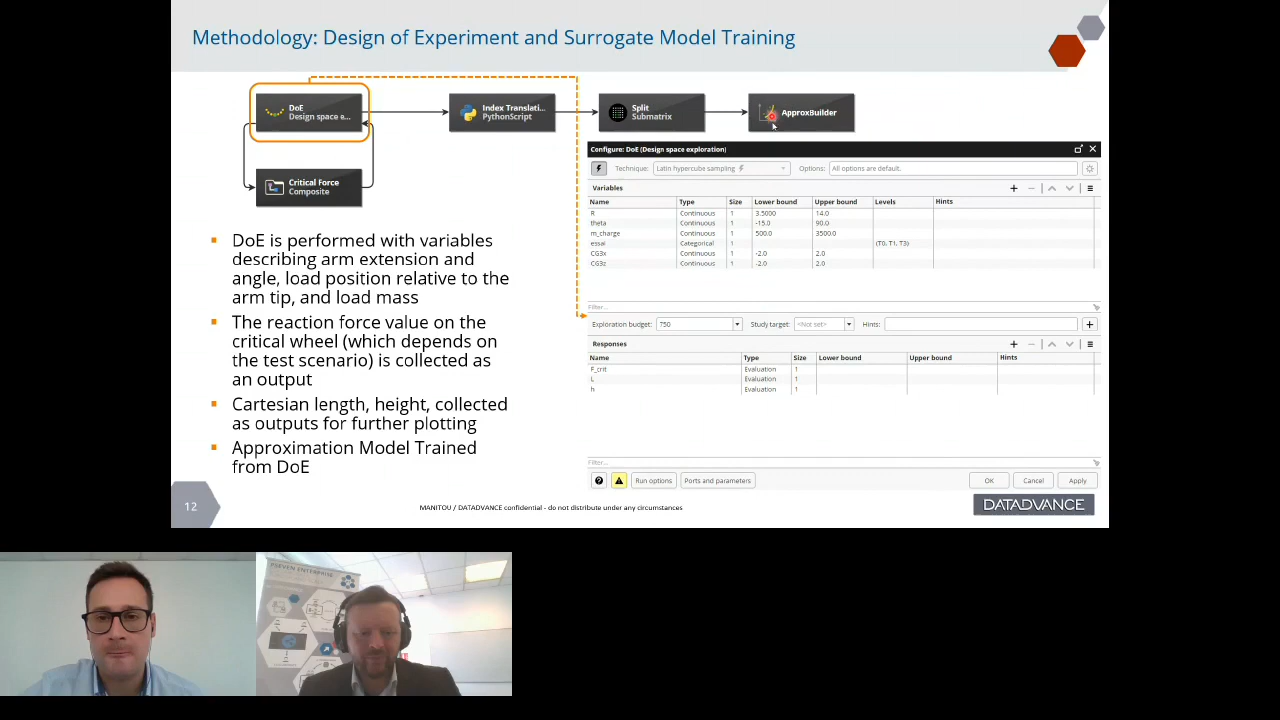 Methodology: Design of Experiment and Surrogate Model Training
DoE
Design space e...
Index Translati...
PythonScript
Split
Submatrix
ApproxBuilder
Critical Force
Composite
DoE is performed with variables
describing arm extension and
angle, load position relative to the
arm tip, and load mass
The reaction force value on the
critical wheel (which depends on
the test scenario) is collected as
an output
Cartesian length, height, collected
as outputs for further plotting
Approximation Model Trained
from DoE
Configure: DoE (Design space exploration)
Technique: Latin hypercube sampling Options: All options are default.
Variables
Name Type Size Lower bound Upper bound Levels Hints
R Continuous 1 3.5000 14.0
theta Continuous 1 -15.0 90.0
m_charge Continuous 1 500.0 3500.0
essai Categorical 1 (T0, T1, T3)
CG3x Continuous 1 -2.0 2.0
CG3z Continuous 1 -2.0 2.0
Filter...
Exploration budget: 750 Study target: <Not set> Hints:
Responses
Name Type Size Lower bound Upper bound Hints
F_crit Evaluation 1
L Evaluation 1
h Evaluation 1
Filter...
Run options Ports and parameters OK Cancel Apply
12
MANITOU / DATADVANCE confidential - do not distribute under any circumstances
DATADVANCE
PSEVEN ENTERPRISE